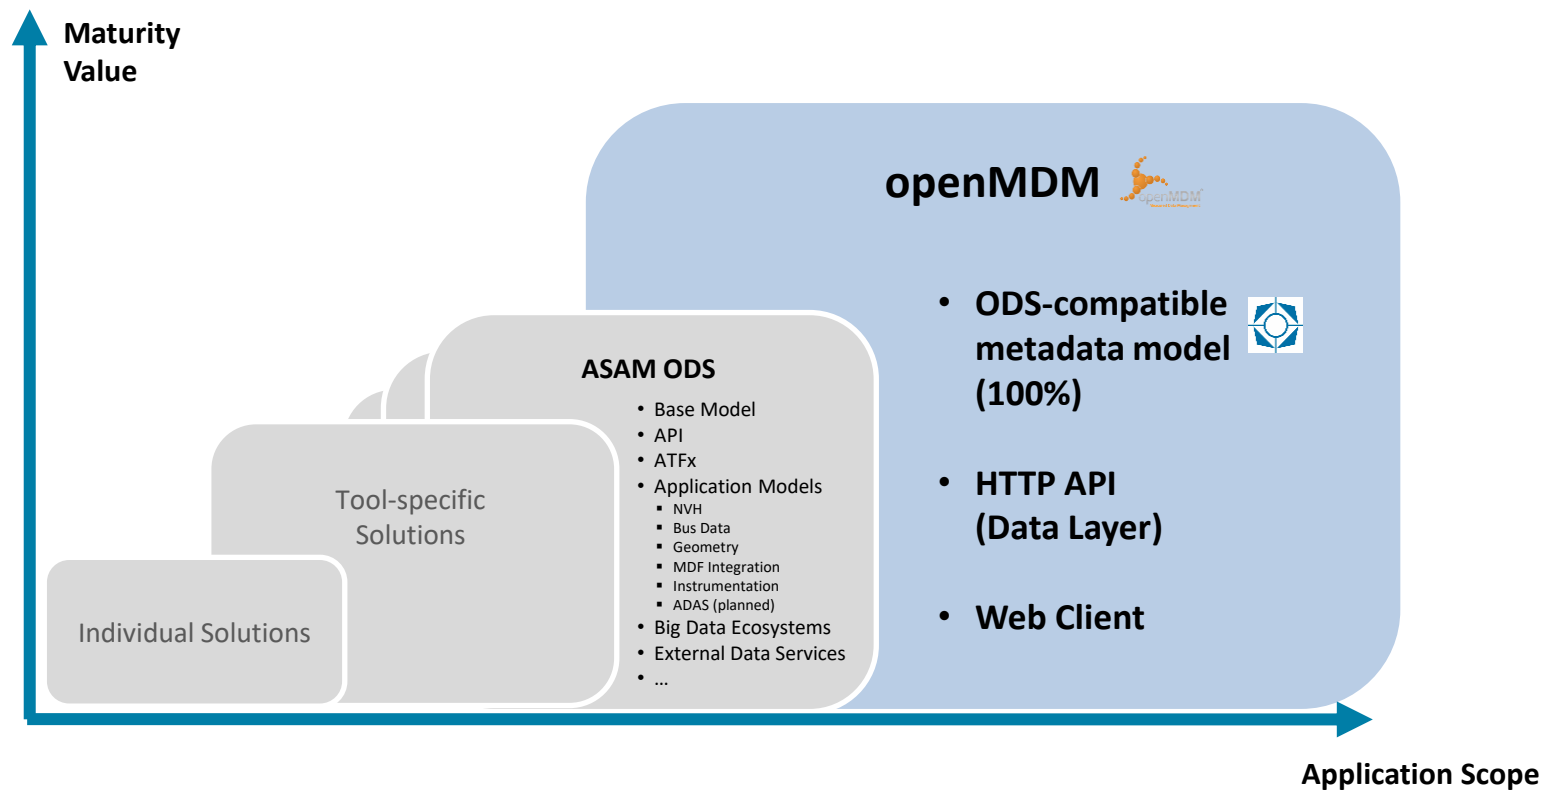 Maturity
Value
openMDM
openMDM
• ODS-compatible
metadata model
(100%)
• HTTP API
(Data Layer)
• Web Client
ASAM ODS
• Base Model
• API
• ATFx
• Application Models
▪ NVH
▪ Bus Data
▪ Geometry
▪ MDF Integration
▪ Instrumentation
▪ ADAS (planned)
• Big Data Ecosystems
• External Data Services
• ...
Tool-specific
Solutions
Individual Solutions
Application Scope